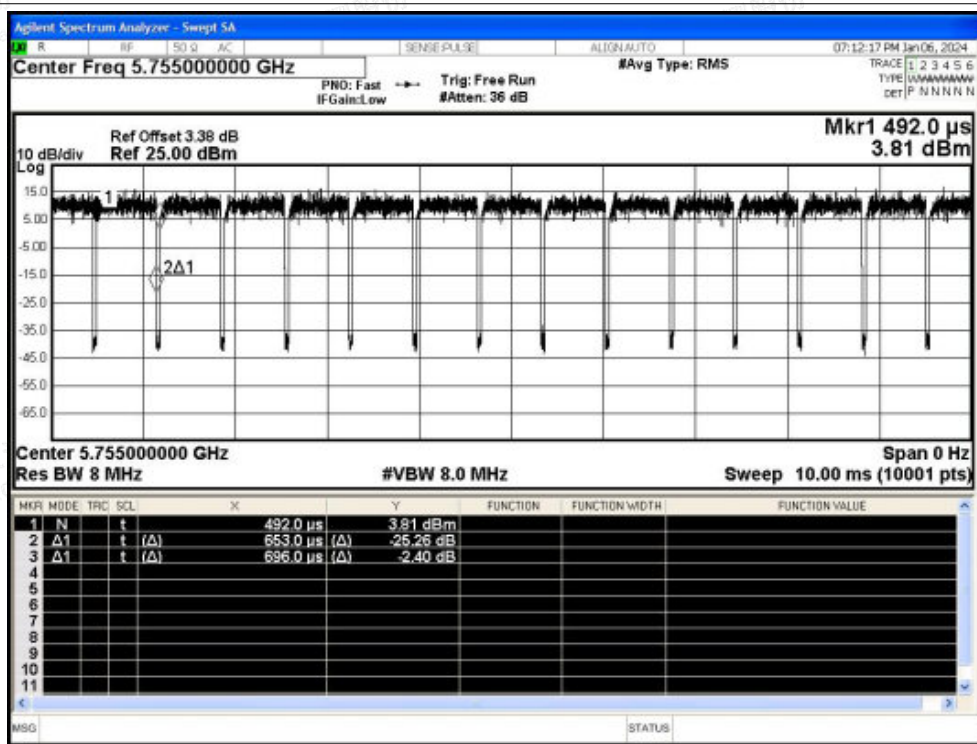 Agilent Spectrum Analyzer - Swept SA
R RF 50 Ω AC SENSE:PULSE ALIGN AUTO 07:12:17 PM Jan 06, 2024
Center Freq 5.755000000 GHz #Avg Type: RMS TRACE 1 2 3 4 5 6
PNO: Fast Trig: Free Run TYPE
IFGain:Low #Atten: 36 dB DET P N N N N N
Mkr1 492.0 µs
Ref Offset 3.38 dB
10 dB/div Ref 25.00 dBm 3.81 dBm
Log
15.0
1
5.00
-5.00
2Δ1
-15.0
-25.0
-35.0
-45.0
-55.0
-65.0
Center 5.755000000 GHz Span 0 Hz
Res BW 8 MHz #VBW 8.0 MHz Sweep 10.00 ms (10001 pts)
MKR MODE TRC SCL X Y FUNCTION FUNCTION WIDTH FUNCTION VALUE
1 N t 492.0 µs 3.81 dBm
2 Δ1 t (Δ) 653.0 µs (Δ) -25.26 dB
3 Δ1 t (Δ) 696.0 µs (Δ) -2.40 dB
4
5
6
7
8
9
10
11
MSG STATUS